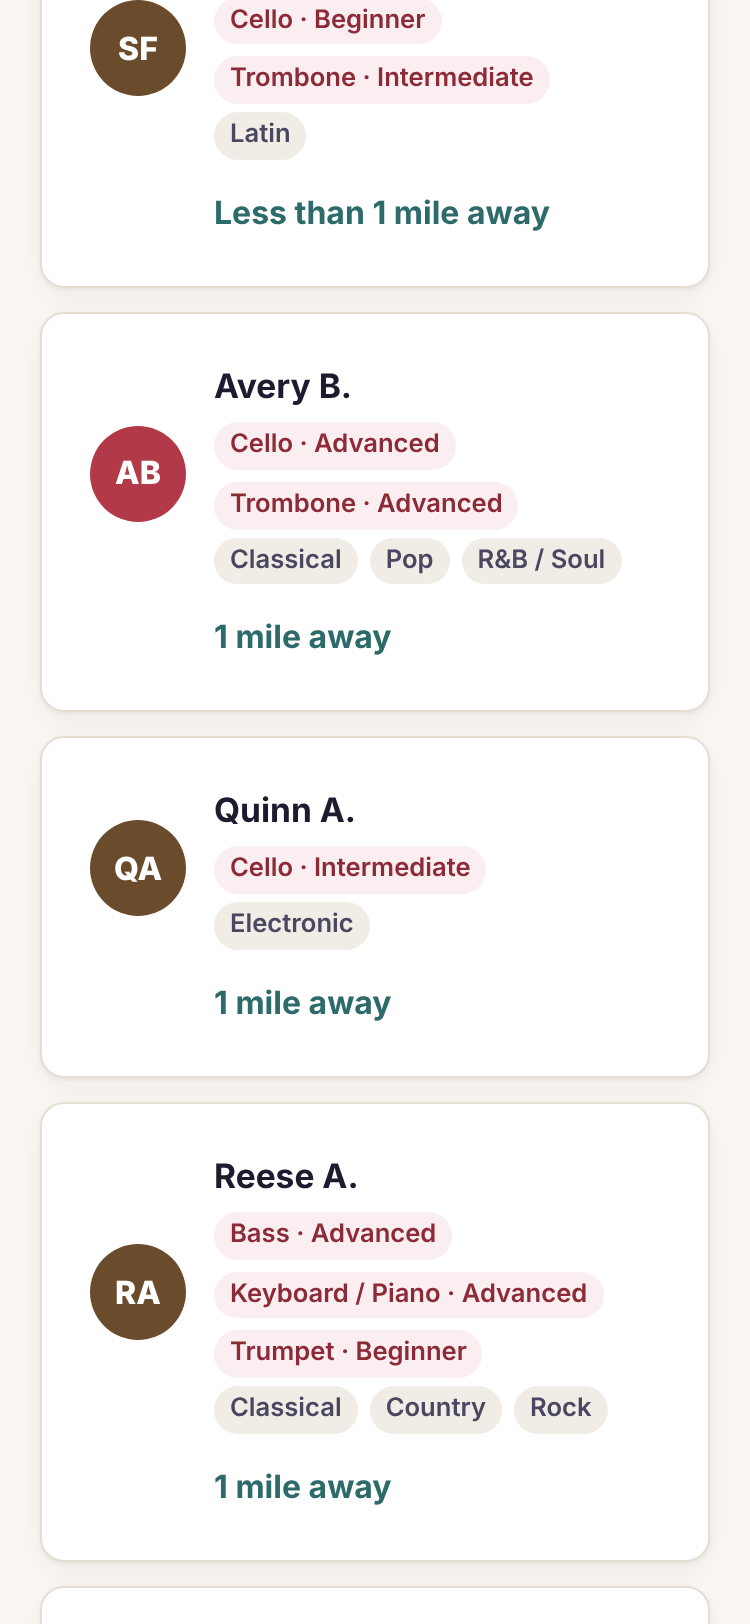 SF
Cello · Beginner
Trombone · Intermediate
Latin
Less than 1 mile away
Avery B.
AB
Cello · Advanced
Trombone · Advanced
Classical Pop R&B / Soul
1 mile away
Quinn A.
QA
Cello · Intermediate
Electronic
1 mile away
Reese A.
RA
Bass · Advanced
Keyboard / Piano · Advanced
Trumpet · Beginner
Classical Country Rock
1 mile away